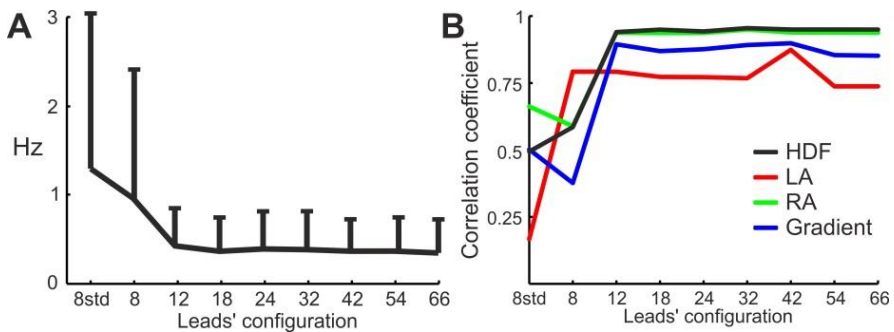 A
Hz
3
2
1
0
8std 8 12 18 24 32 42 54 66
Leads' configuration
B
Correlation coefficient
1
0.75
0.5
0.25
HDF
LA
RA
Gradient
8std 8 12 18 24 32 42 54 66
Leads' configuration